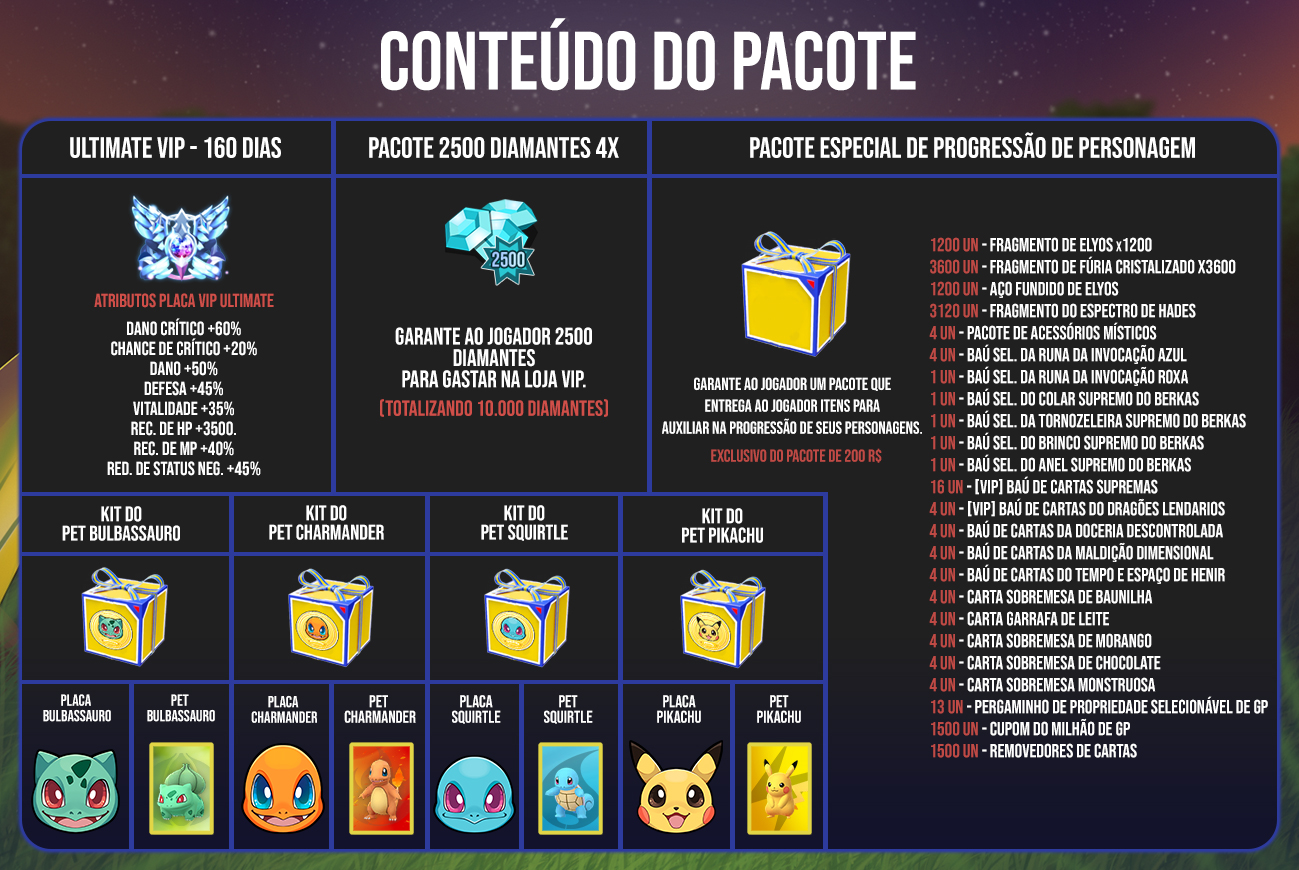 CONTEÚDO DO PACOTE
ULTIMATE VIP - 160 DIAS
ATRIBUTOS PLACA VIP ULTIMATE
DANO CRÍTICO +60%
CHANCE DE CRÍTICO +20%
DANO +50%
DEFESA +45%
VITALIDADE +35%
REC. DE HP +3500.
REC. DE MP +40%
RED. DE STATUS NEG. +45%
PACOTE 2500 DIAMANTES 4X
2500
GARANTE AO JOGADOR 2500
DIAMANTES
PARA GASTAR NA LOJA VIP.
(TOTALIZANDO 10.000 DIAMANTES)
PACOTE ESPECIAL DE PROGRESSÃO DE PERSONAGEM
GARANTE AO JOGADOR UM PACOTE QUE
ENTREGA AO JOGADOR ITENS PARA
AUXILIAR NA PROGRESSÃO DE SEUS PERSONAGENS.
EXCLUSIVO DO PACOTE DE 200 R$
1200 UN - FRAGMENTO DE ELYOS x1200
3600 UN - FRAGMENTO DE FÚRIA CRISTALIZADO X3600
1200 UN - AÇO FUNDIDO DE ELYOS
3120 UN - FRAGMENTO DO ESPECTRO DE HADES
4 UN - PACOTE DE ACESSÓRIOS MÍSTICOS
4 UN - BAÚ SEL. DA RUNA DA INVOCAÇÃO AZUL
1 UN - BAÚ SEL. DA RUNA DA INVOCAÇÃO ROXA
1 UN - BAÚ SEL. DO COLAR SUPREMO DO BERKAS
1 UN - BAÚ SEL. DA TORNOZELEIRA SUPREMO DO BERKAS
1 UN - BAÚ SEL. DO BRINCO SUPREMO DO BERKAS
1 UN - BAÚ SEL. DO ANEL SUPREMO DO BERKAS
16 UN - [VIP] BAÚ DE CARTAS SUPREMAS
4 UN - [VIP] BAÚ DE CARTAS DO DRAGÕES LENDARIOS
4 UN - BAÚ DE CARTAS DA DOCERIA DESCONTROLADA
4 UN - BAÚ DE CARTAS DA MALDIÇÃO DIMENSIONAL
4 UN - BAÚ DE CARTAS DO TEMPO E ESPAÇO DE HENIR
4 UN - CARTA SOBREMESA DE BAUNILHA
4 UN - CARTA GARRAFA DE LEITE
4 UN - CARTA SOBREMESA DE MORANGO
4 UN - CARTA SOBREMESA DE CHOCOLATE
4 UN - CARTA SOBREMESA MONSTRUOSA
13 UN - PERGAMINHO DE PROPRIEDADE SELECIONÁVEL DE GP
1500 UN - CUPOM DO MILHÃO DE GP
1500 UN - REMOVEDORES DE CARTAS
KIT DO
PET BULBASSAURO
KIT DO
PET CHARMANDER
KIT DO
PET SQUIRTLE
KIT DO
PET PIKACHU
PLACA
BULBASSAURO
PET
BULBASSAURO
PLACA
CHARMANDER
PET
CHARMANDER
PLACA
SQUIRTLE
PET
SQUIRTLE
PLACA
PIKACHU
PET
PIKACHU